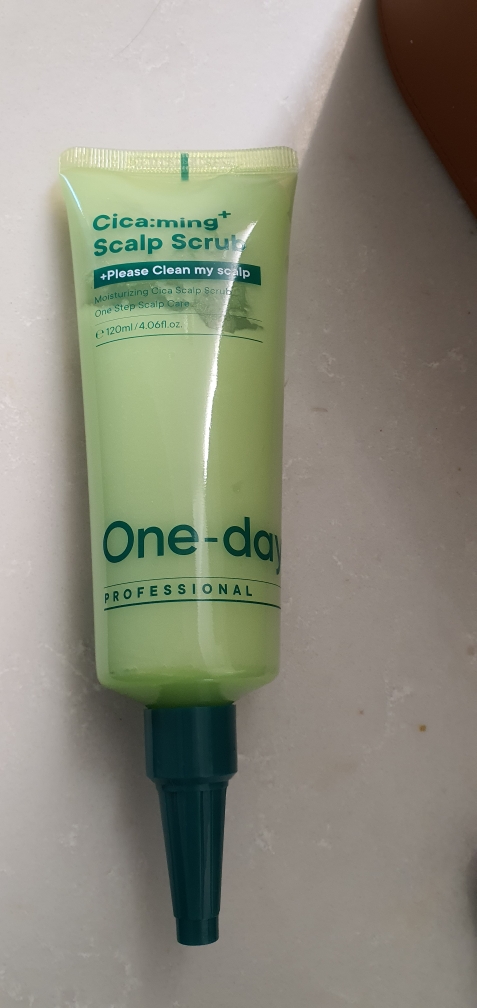 Cica:ming+
Scalp Scrub
+Please Clean my scalp
Moisturizing Cica Scalp Scrub
One Step Scalp Care
℮ 120ml/4.06fl.oz.
One-day
PROFESSIONAL